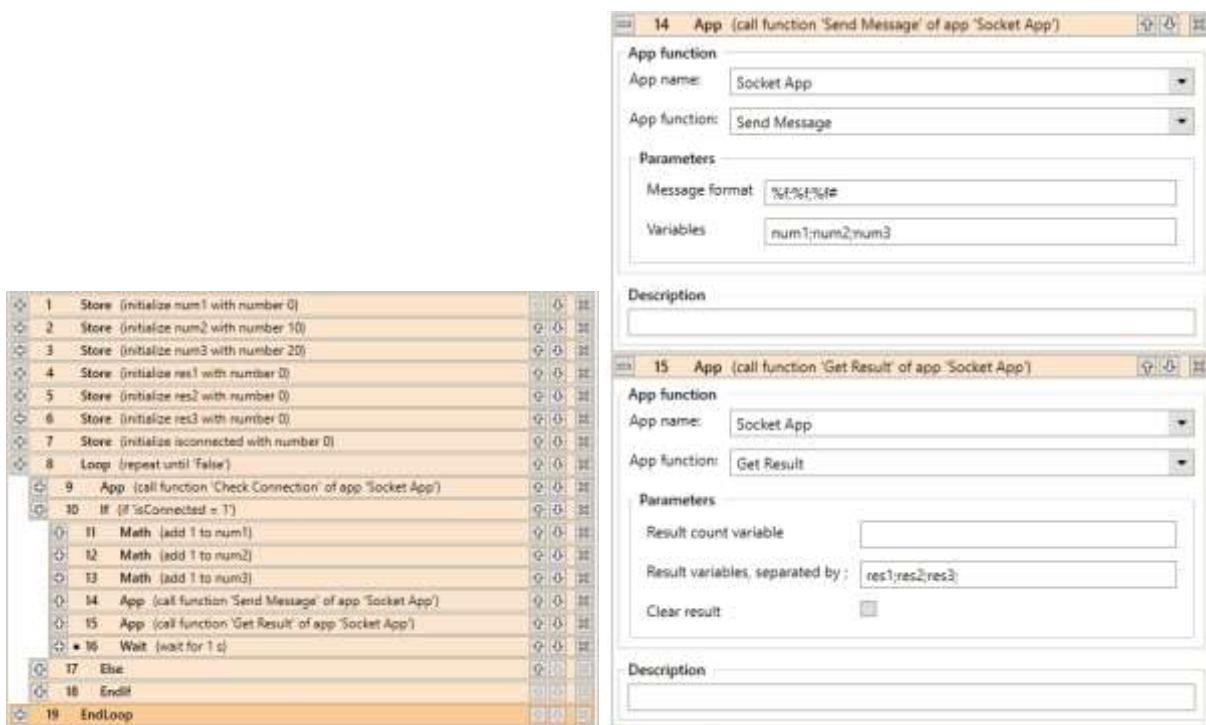 1 Store (initialize num1 with number 0)
2 Store (initialize num2 with number 10)
3 Store (initialize num3 with number 20)
4 Store (initialize res1 with number 0)
5 Store (initialize res2 with number 0)
6 Store (initialize res3 with number 0)
7 Store (initialize isconnected with number 0)
8 Loop (repeat until 'False')
9 App (call function 'Check Connection' of app 'Socket App')
10 If (if 'isConnected = 1')
11 Math (add 1 to num1)
12 Math (add 1 to num2)
13 Math (add 1 to num3)
14 App (call function 'Send Message' of app 'Socket App')
15 App (call function 'Get Result' of app 'Socket App')
16 Wait (wait for 1 s)
17 Else
18 EndIf
19 EndLoop
14 App (call function 'Send Message' of app 'Socket App')
App function
App name: Socket App
App function: Send Message
Parameters
Message format %f;%f;%f#
Variables num1;num2;num3
Description
15 App (call function 'Get Result' of app 'Socket App')
App function
App name: Socket App
App function: Get Result
Parameters
Result count variable
Result variables, separated by ; res1;res2;res3;
Clear result
Description